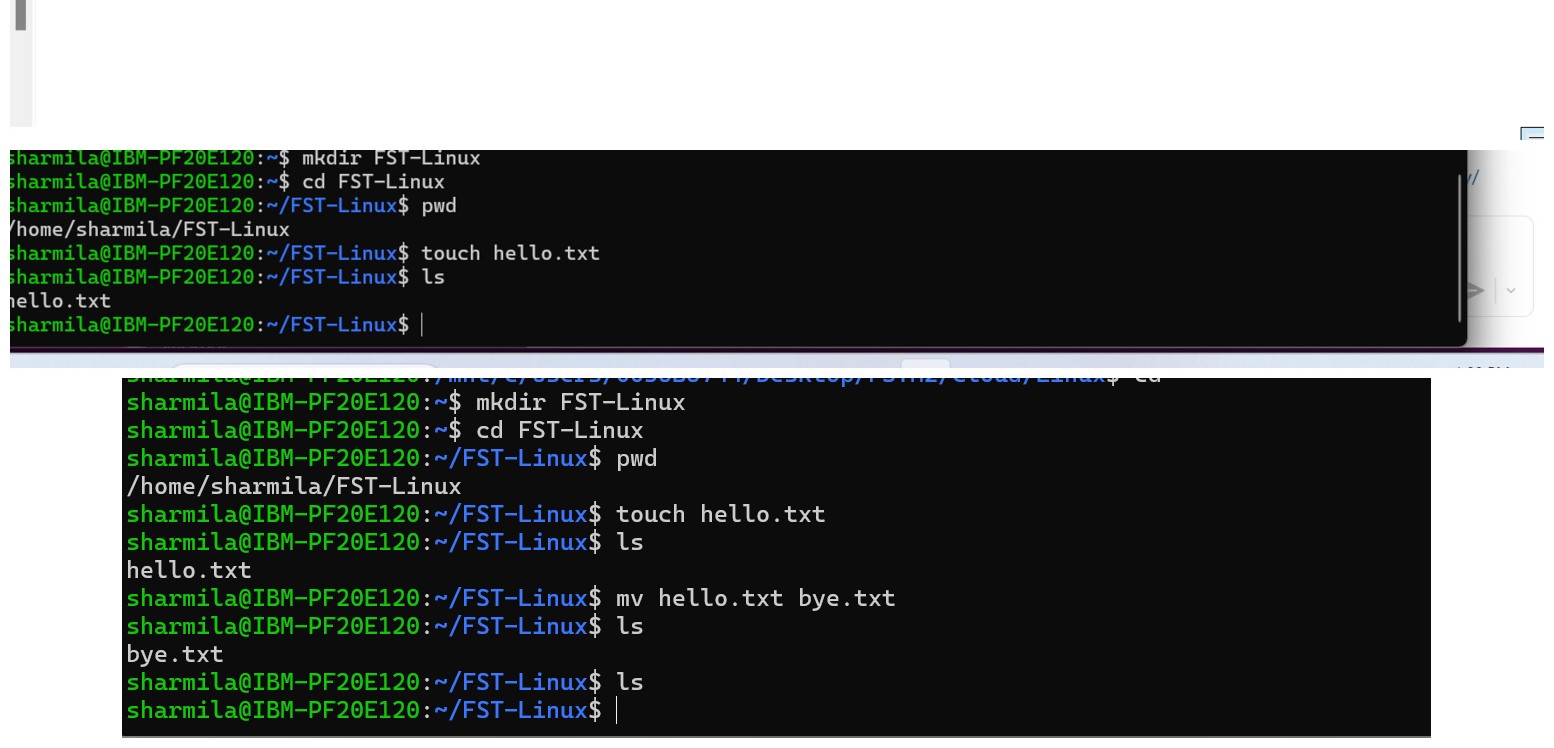 sharmila@IBM-PF20E120:~$ mkdir FST-Linux
sharmila@IBM-PF20E120:~$ cd FST-Linux
sharmila@IBM-PF20E120:~/FST-Linux$ pwd
/home/sharmila/FST-Linux
sharmila@IBM-PF20E120:~/FST-Linux$ touch hello.txt
sharmila@IBM-PF20E120:~/FST-Linux$ ls
hello.txt
sharmila@IBM-PF20E120:~/FST-Linux$
sharmila@IBM-PF20E120:~$ mkdir FST-Linux
sharmila@IBM-PF20E120:~$ cd FST-Linux
sharmila@IBM-PF20E120:~/FST-Linux$ pwd
/home/sharmila/FST-Linux
sharmila@IBM-PF20E120:~/FST-Linux$ touch hello.txt
sharmila@IBM-PF20E120:~/FST-Linux$ ls
hello.txt
sharmila@IBM-PF20E120:~/FST-Linux$ mv hello.txt bye.txt
sharmila@IBM-PF20E120:~/FST-Linux$ ls
bye.txt
sharmila@IBM-PF20E120:~/FST-Linux$ ls
sharmila@IBM-PF20E120:~/FST-Linux$